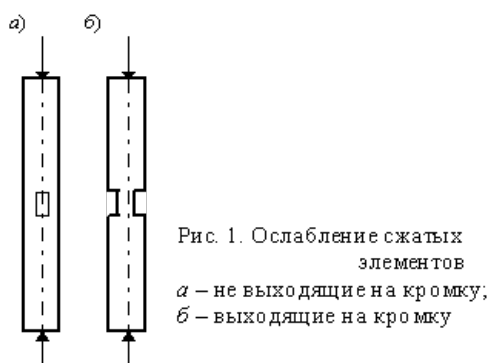 а) б)
Рис. 1. Ослабление сжатых
элементов
а – не выходящие на кромку;
б – выходящие на кромку